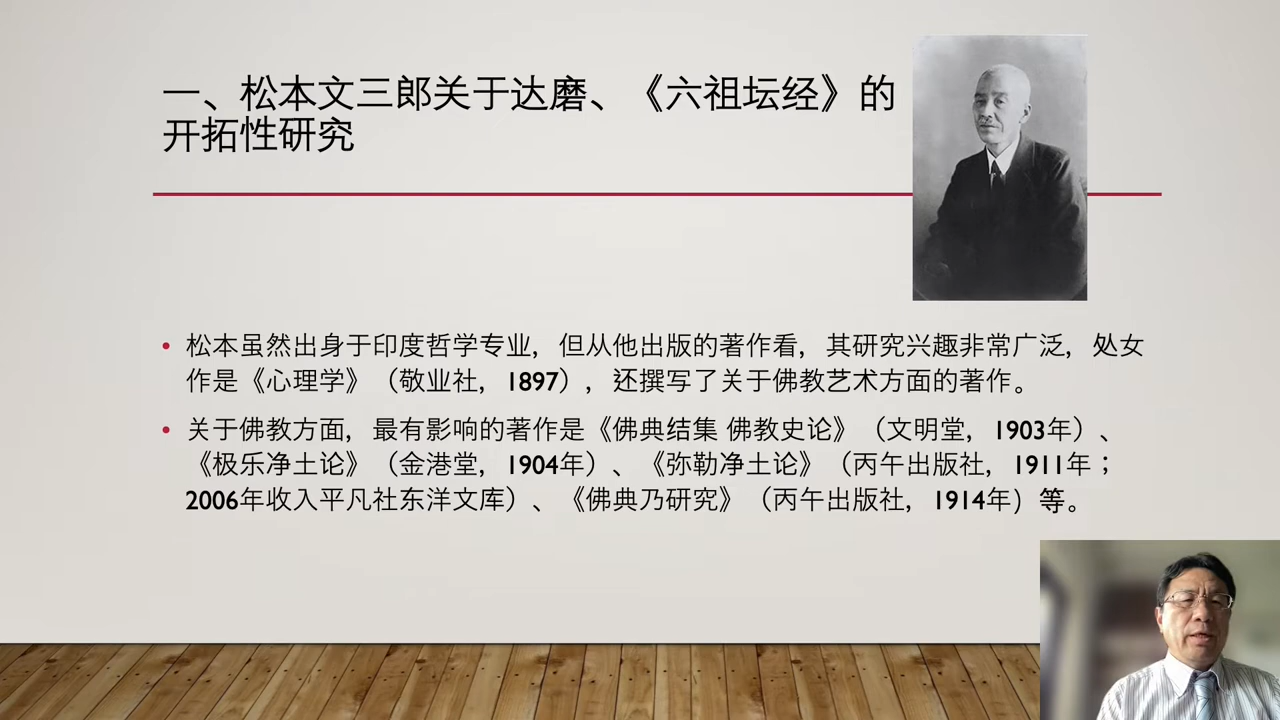 一、松本文三郎关于达磨、《六祖坛经》的
开拓性研究
• 松本虽然出身于印度哲学专业，但从他出版的著作看，其研究兴趣非常广泛，处女
作是《心理学》（敬业社，1897），还撰写了关于佛教艺术方面的著作。
• 关于佛教方面，最有影响的著作是《佛典结集 佛教史论》（文明堂，1903年）、
《极乐净土论》（金港堂，1904年）、《弥勒净土论》（丙午出版社，1911年；
2006年收入平凡社东洋文库）、《佛典乃研究》（丙午出版社，1914年）等。